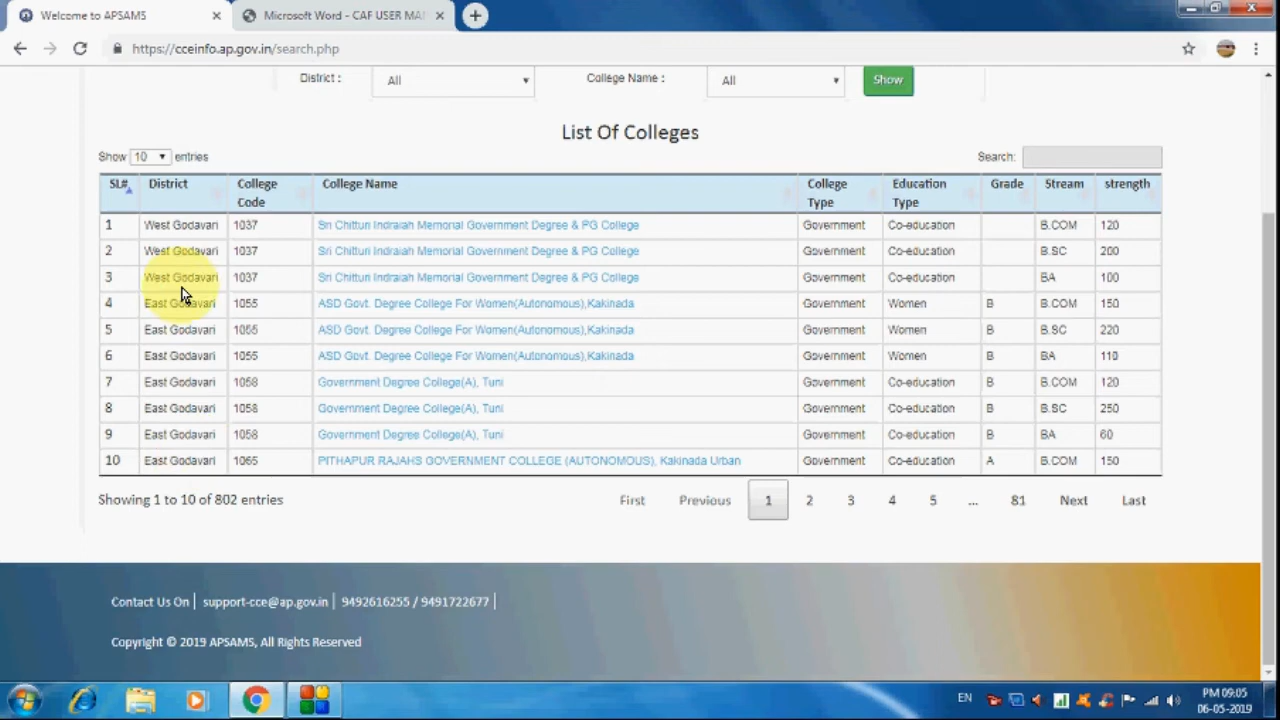 Welcome to APSAMS
Microsoft Word - CAF USER MA
https://cceinfo.ap.gov.in/search.php
District : All College Name : All Show
List Of Colleges
Show 10 entries Search:
SL# District College Code College Name College Type Education Type Grade Stream strength
1 West Godavari 1037 Sri Chitturi Indraiah Memorial Government Degree & PG College Government Co-education B.COM 120
2 West Godavari 1037 Sri Chitturi Indraiah Memorial Government Degree & PG College Government Co-education B.SC 200
3 West Godavari 1037 Sri Chitturi Indraiah Memorial Government Degree & PG College Government Co-education BA 100
4 East Godavari 1055 ASD Govt. Degree College For Women(Autonomous),Kakinada Government Women B B.COM 150
5 East Godavari 1055 ASD Govt. Degree College For Women(Autonomous),Kakinada Government Women B B.SC 220
6 East Godavari 1055 ASD Govt. Degree College For Women(Autonomous),Kakinada Government Women B BA 110
7 East Godavari 1058 Government Degree College(A), Tuni Government Co-education B B.COM 120
8 East Godavari 1058 Government Degree College(A), Tuni Government Co-education B B.SC 250
9 East Godavari 1058 Government Degree College(A), Tuni Government Co-education B BA 60
10 East Godavari 1065 PITHAPUR RAJAHS GOVERNMENT COLLEGE (AUTONOMOUS), Kakinada Urban Government Co-education A B.COM 150
Showing 1 to 10 of 802 entries First Previous 1 2 3 4 5 ... 81 Next Last
Contact Us On | support-cce@ap.gov.in | 9492616255 / 9491722677 |
Copyright © 2019 APSAMS, All Rights Reserved
EN PM 09:05
06-05-2019